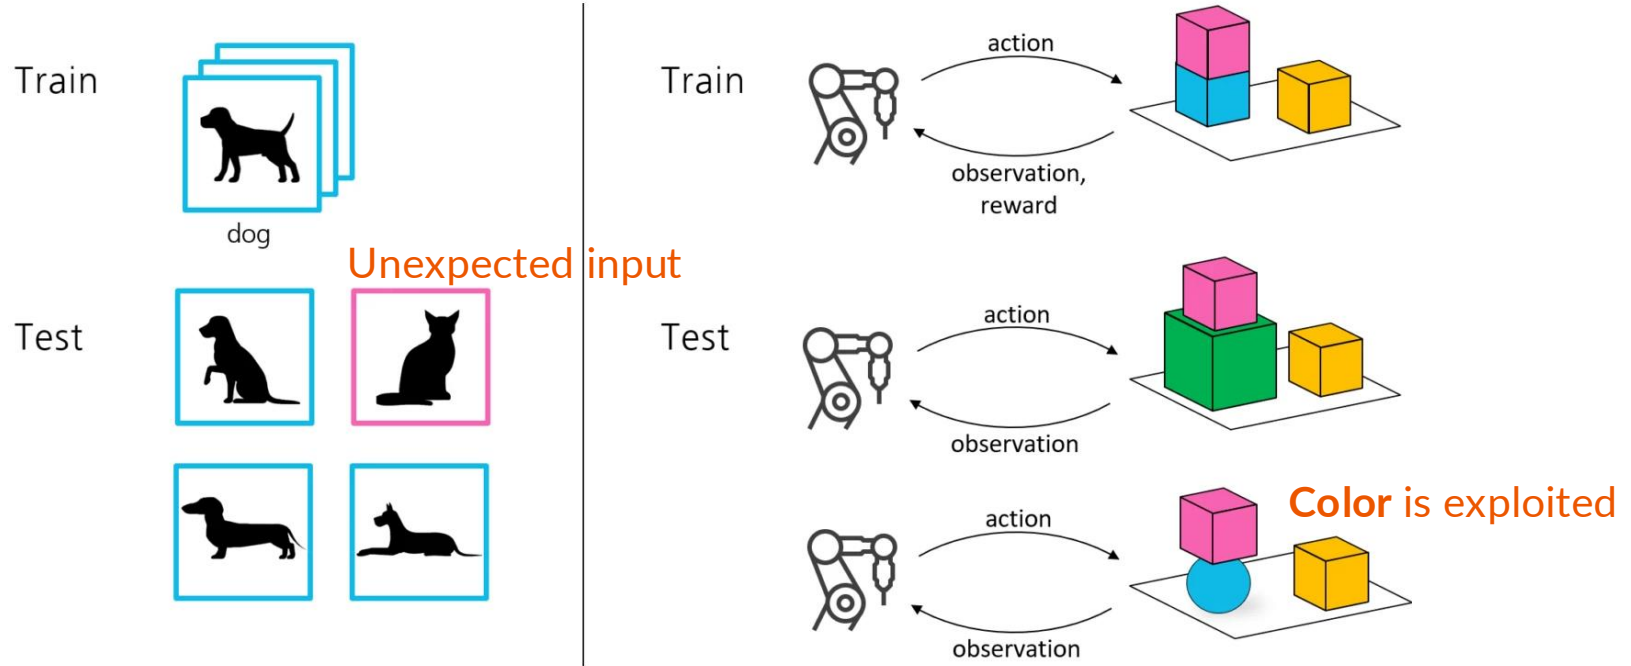 Train
dog
Unexpected input
Test
Train
action
observation,
reward
Test
action
observation
Color is exploited
action
observation